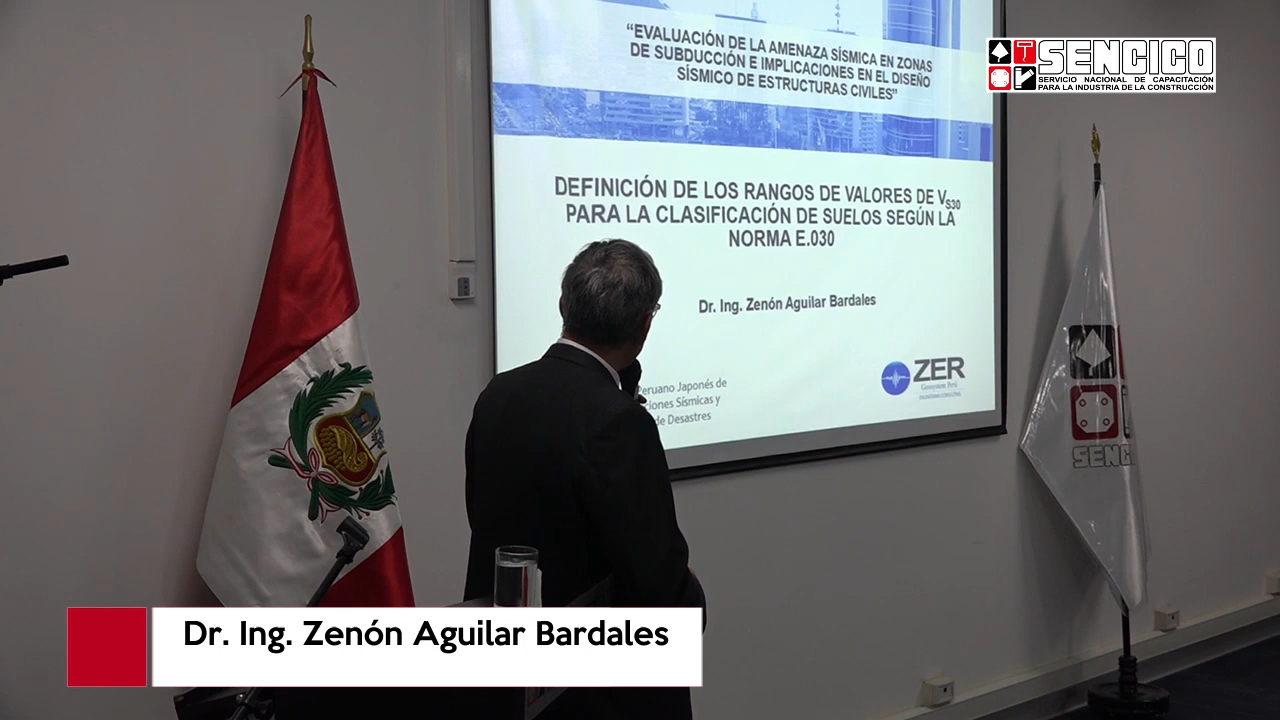 “EVALUACIÓN DE LA AMENAZA SÍSMICA EN ZONAS
DE SUBDUCCIÓN E IMPLICACIONES EN EL DISEÑO
SÍSMICO DE ESTRUCTURAS CIVILES”
SENCICO
SERVICIO NACIONAL DE CAPACITACIÓN
PARA LA INDUSTRIA DE LA CONSTRUCCIÓN
DEFINICIÓN DE LOS RANGOS DE VALORES DE VS30
PARA LA CLASIFICACIÓN DE SUELOS SEGÚN LA
NORMA E.030
Dr. Ing. Zenón Aguilar Bardales
ZER
Geosystem Perú
Peruano Japonés de
ciones Sísmicas y
de Desastres
SENC
Dr. Ing. Zenón Aguilar Bardales